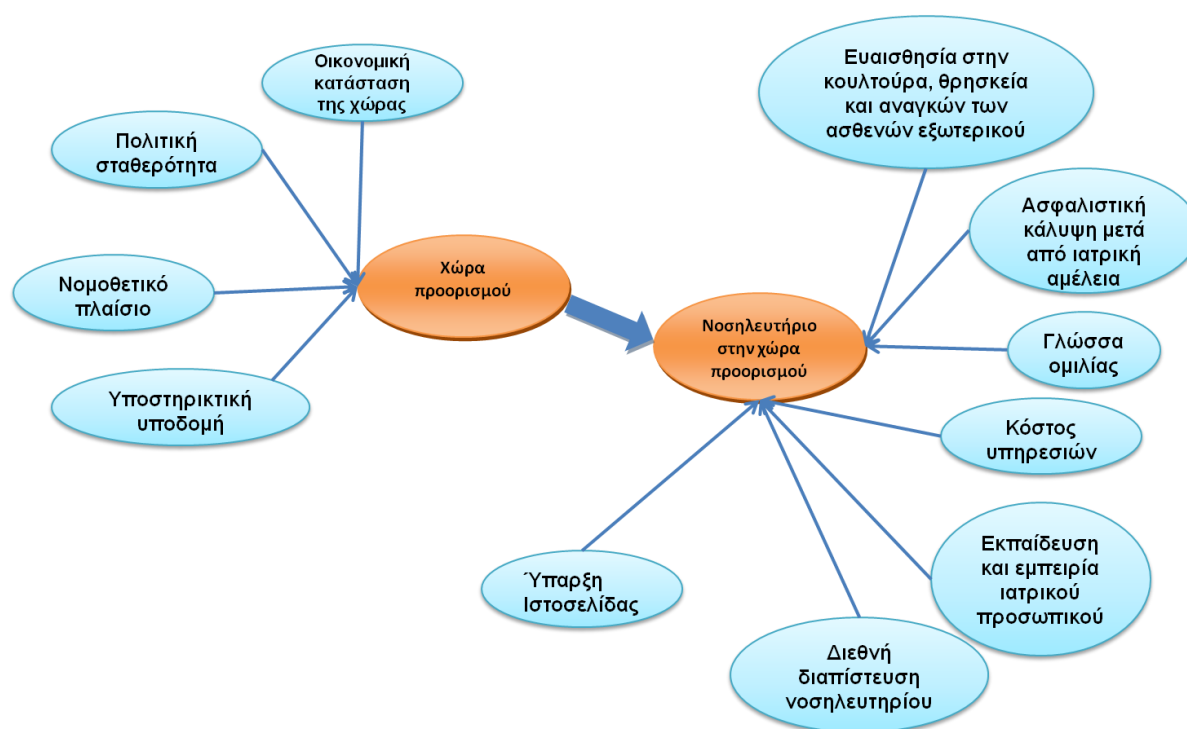 Οικονομική
κατάσταση
της χώρας
Πολιτική
σταθερότητα
Νομοθετικό
πλαίσιο
Υποστηρικτική
υποδομή
Χώρα
προορισμού
Νοσηλευτήριο
στην χώρα
προορισμού
Ευαισθησία στην
κουλτούρα, θρησκεία
και αναγκών των
ασθενών εξωτερικού
Ασφαλιστική
κάλυψη μετά
από ιατρική
αμέλεια
Γλώσσα
ομιλίας
Κόστος
υπηρεσιών
Εκπαίδευση
και εμπειρία
ιατρικού
προσωπικού
Διεθνή
διαπίστευση
νοσηλευτηρίου
Ύπαρξη
Ιστοσελίδας